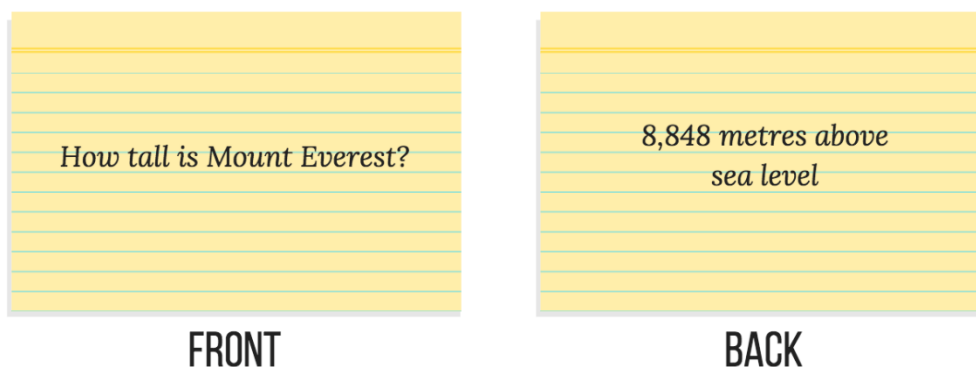 How tall is Mount Everest?
8,848 metres above
sea level
FRONT
BACK